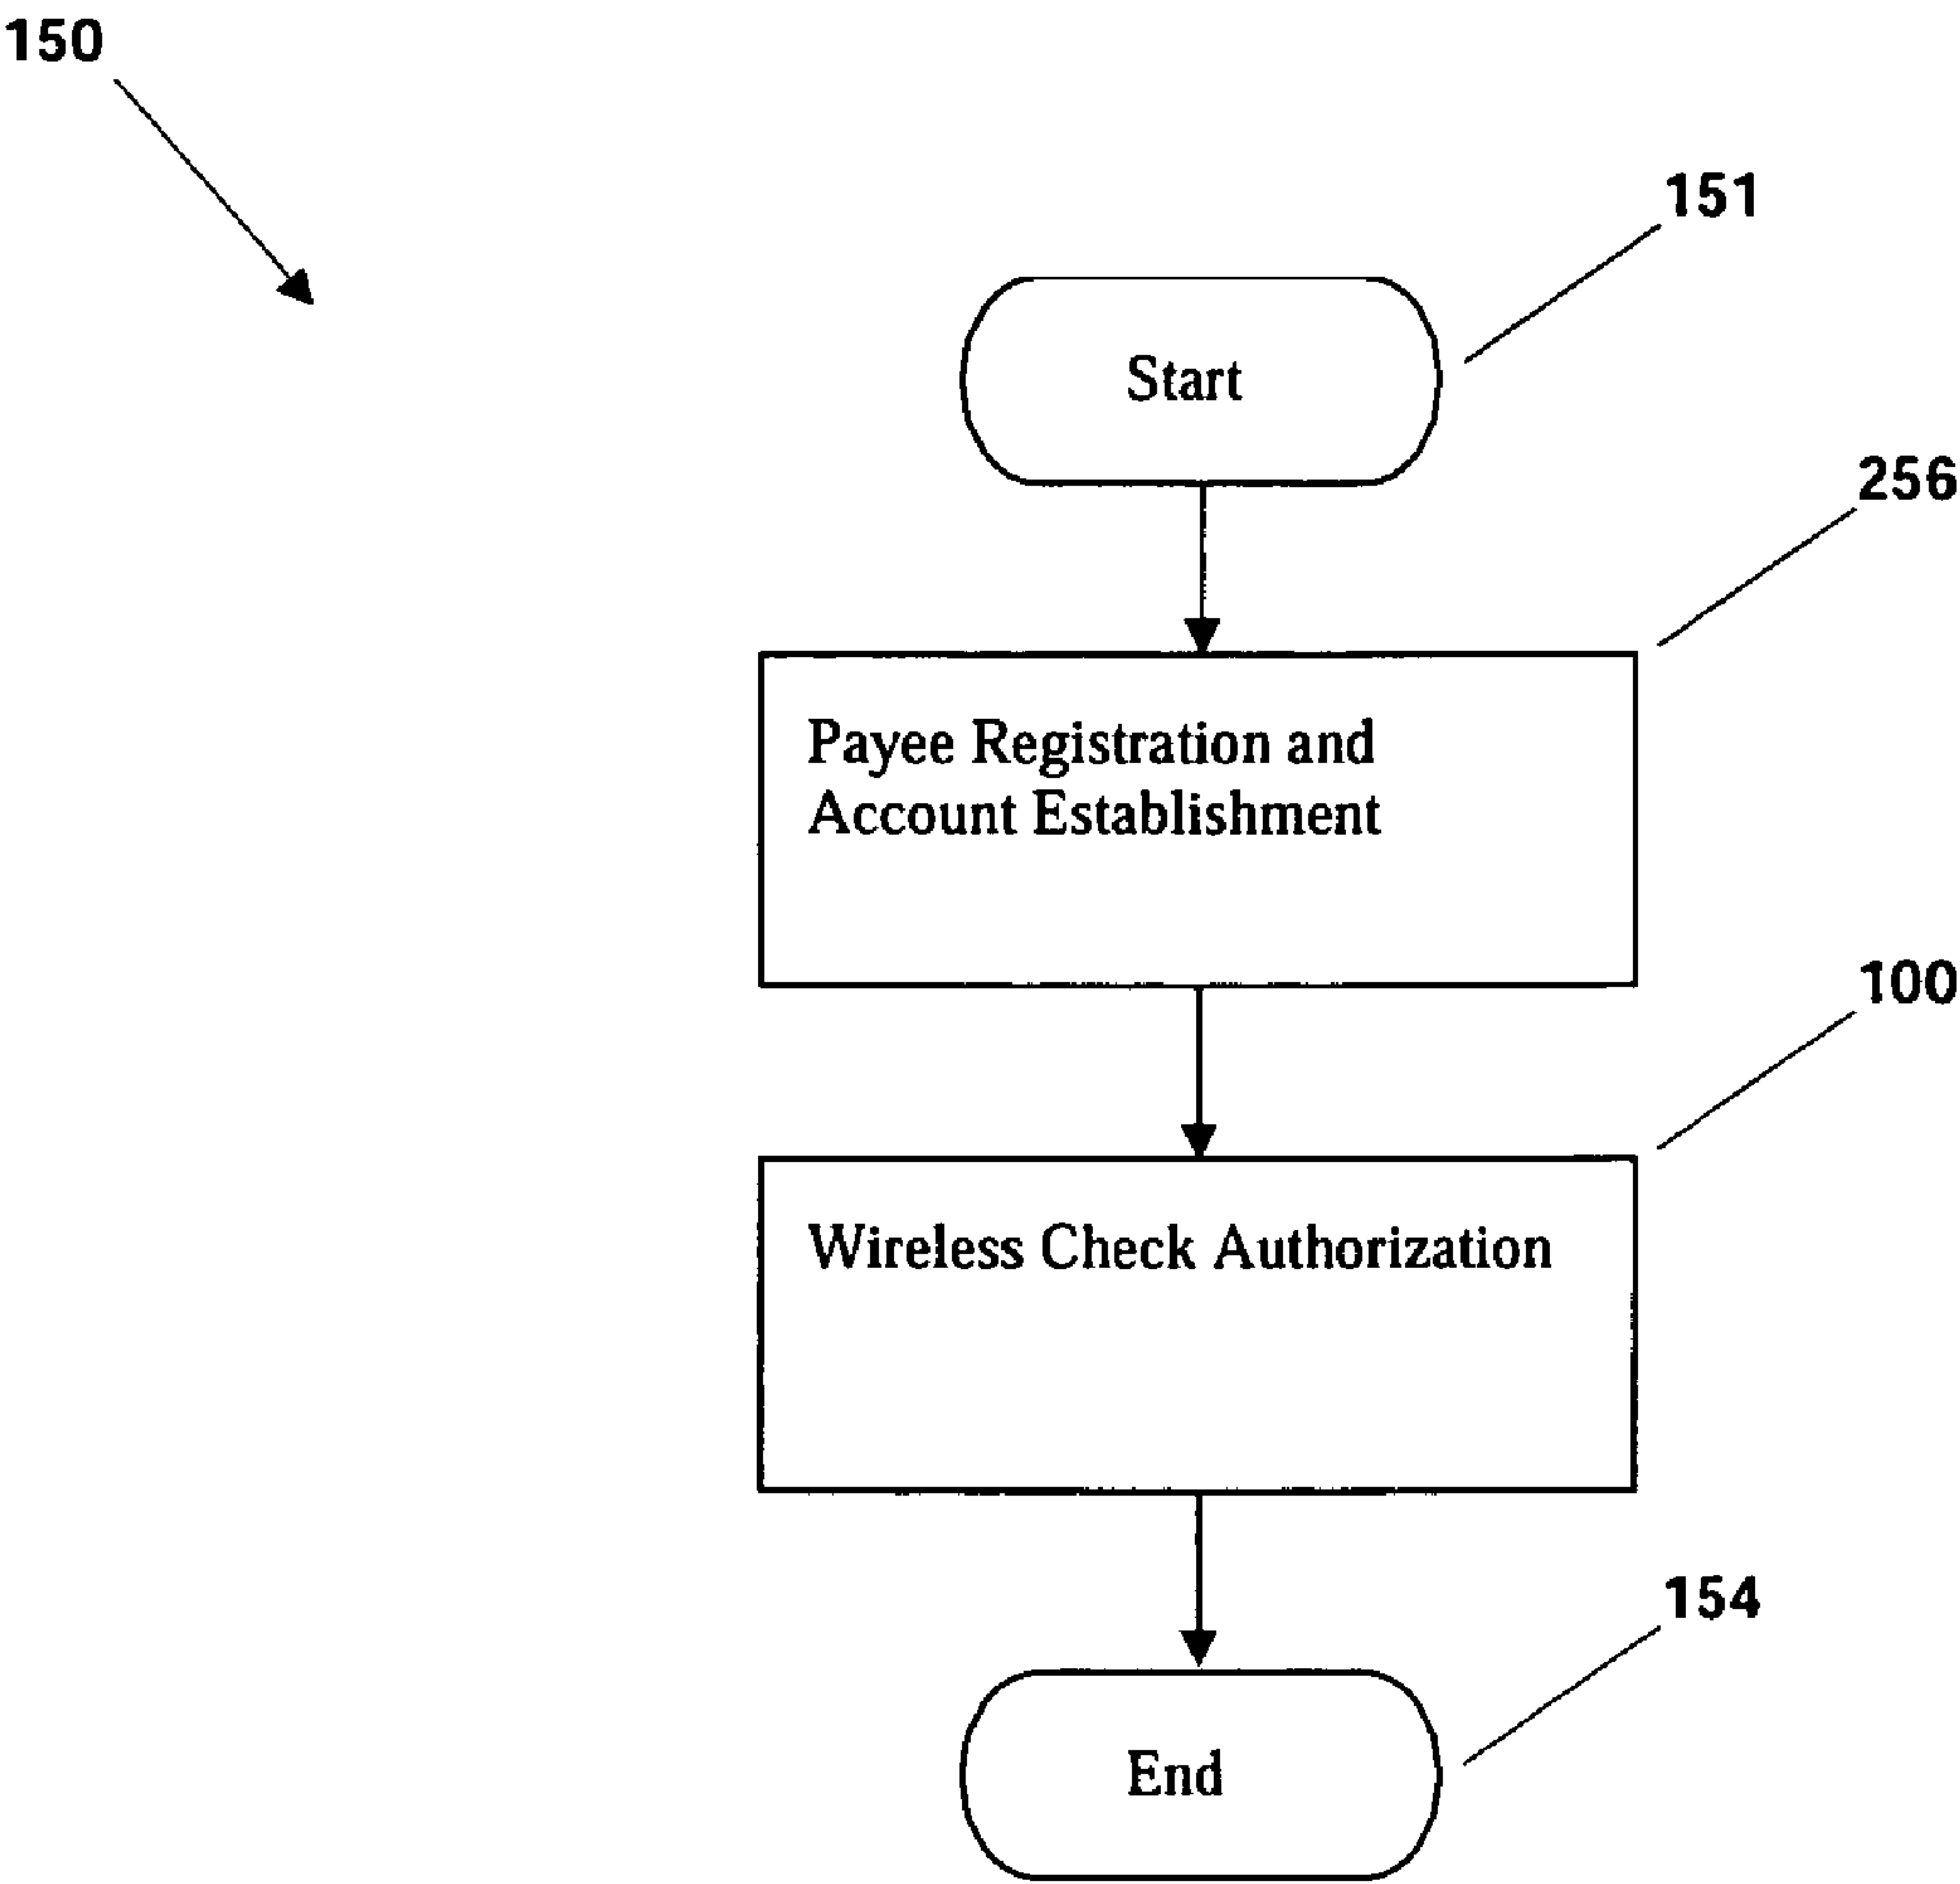 150
151
Start
256
Payee Registration and
Account Establishment
100
Wireless Check Authorization
154
End